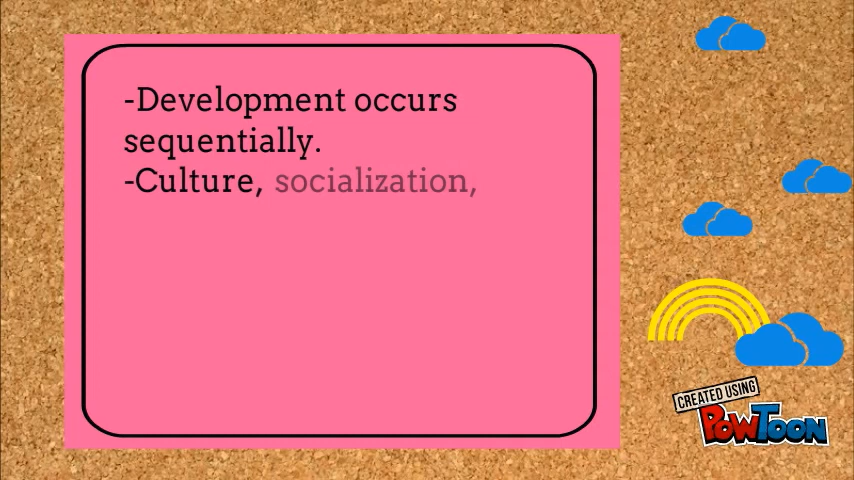 -Development occurs
sequentially.
-Culture, socialization,
CREATED USING
PowToon